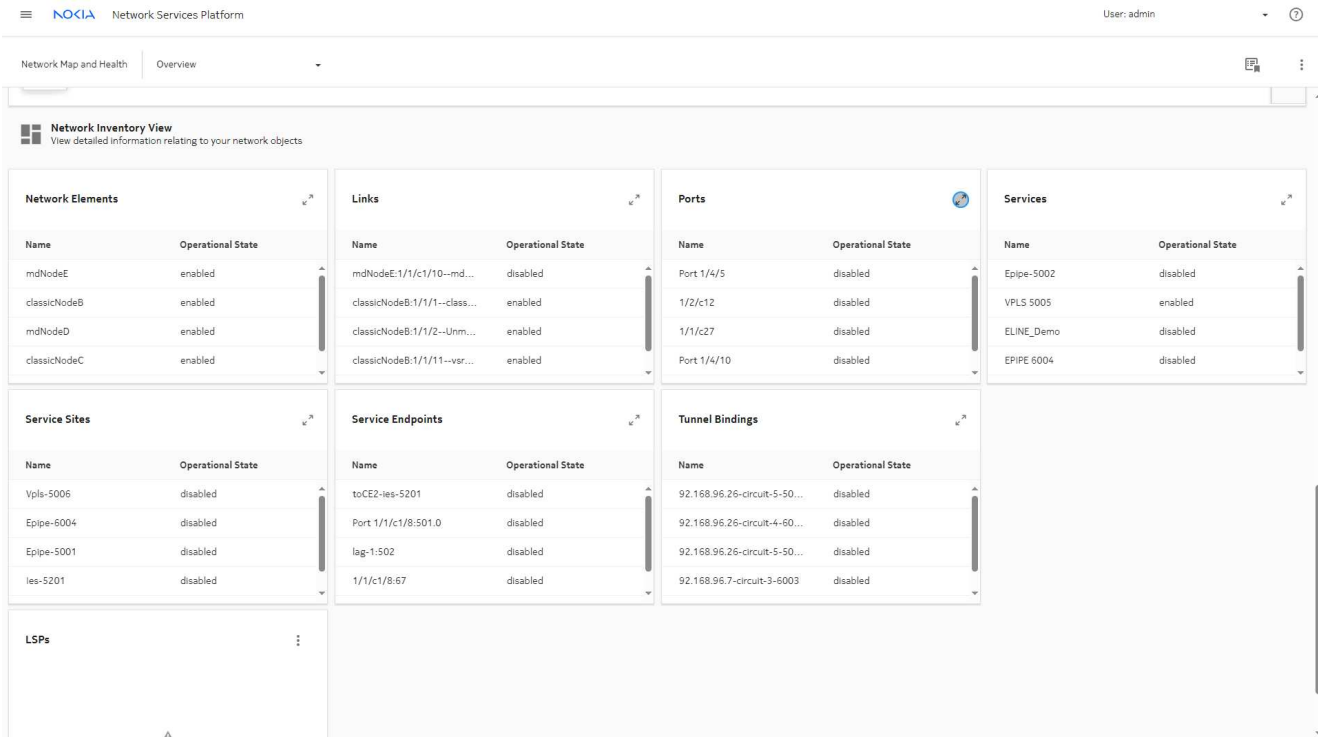 NOKIA Network Services Platform User: admin
Network Map and Health Overview
Network Inventory View
View detailed information relating to your network objects
Network Elements
Name Operational State
mdNodeE enabled
classicNodeB enabled
mdNodeD enabled
classicNodeC enabled
Links
Name Operational State
mdNodeE:1/1/c1/10--md... disabled
classicNodeB:1/1/1--class... enabled
classicNodeB:1/1/2--Unm... enabled
classicNodeB:1/1/11--vsr... enabled
Ports
Name Operational State
Port 1/4/5 disabled
1/2/c12 disabled
1/1/c27 disabled
Port 1/4/10 disabled
Services
Name Operational State
Epipe-5002 disabled
VPLS 5005 enabled
ELINE_Demo disabled
EPIPE 6004 disabled
Service Sites
Name Operational State
Vpls-5006 disabled
Epipe-6004 disabled
Epipe-5001 disabled
Ies-5201 disabled
Service Endpoints
Name Operational State
toCE2-ies-5201 disabled
Port 1/1/c1/8:501.0 disabled
lag-1:502 disabled
1/1/c1/8:67 disabled
Tunnel Bindings
Name Operational State
92.168.96.26-circuit-5-50... disabled
92.168.96.26-circuit-4-60... disabled
92.168.96.26-circuit-5-50... disabled
92.168.96.7-circuit-3-6003 disabled
LSPs